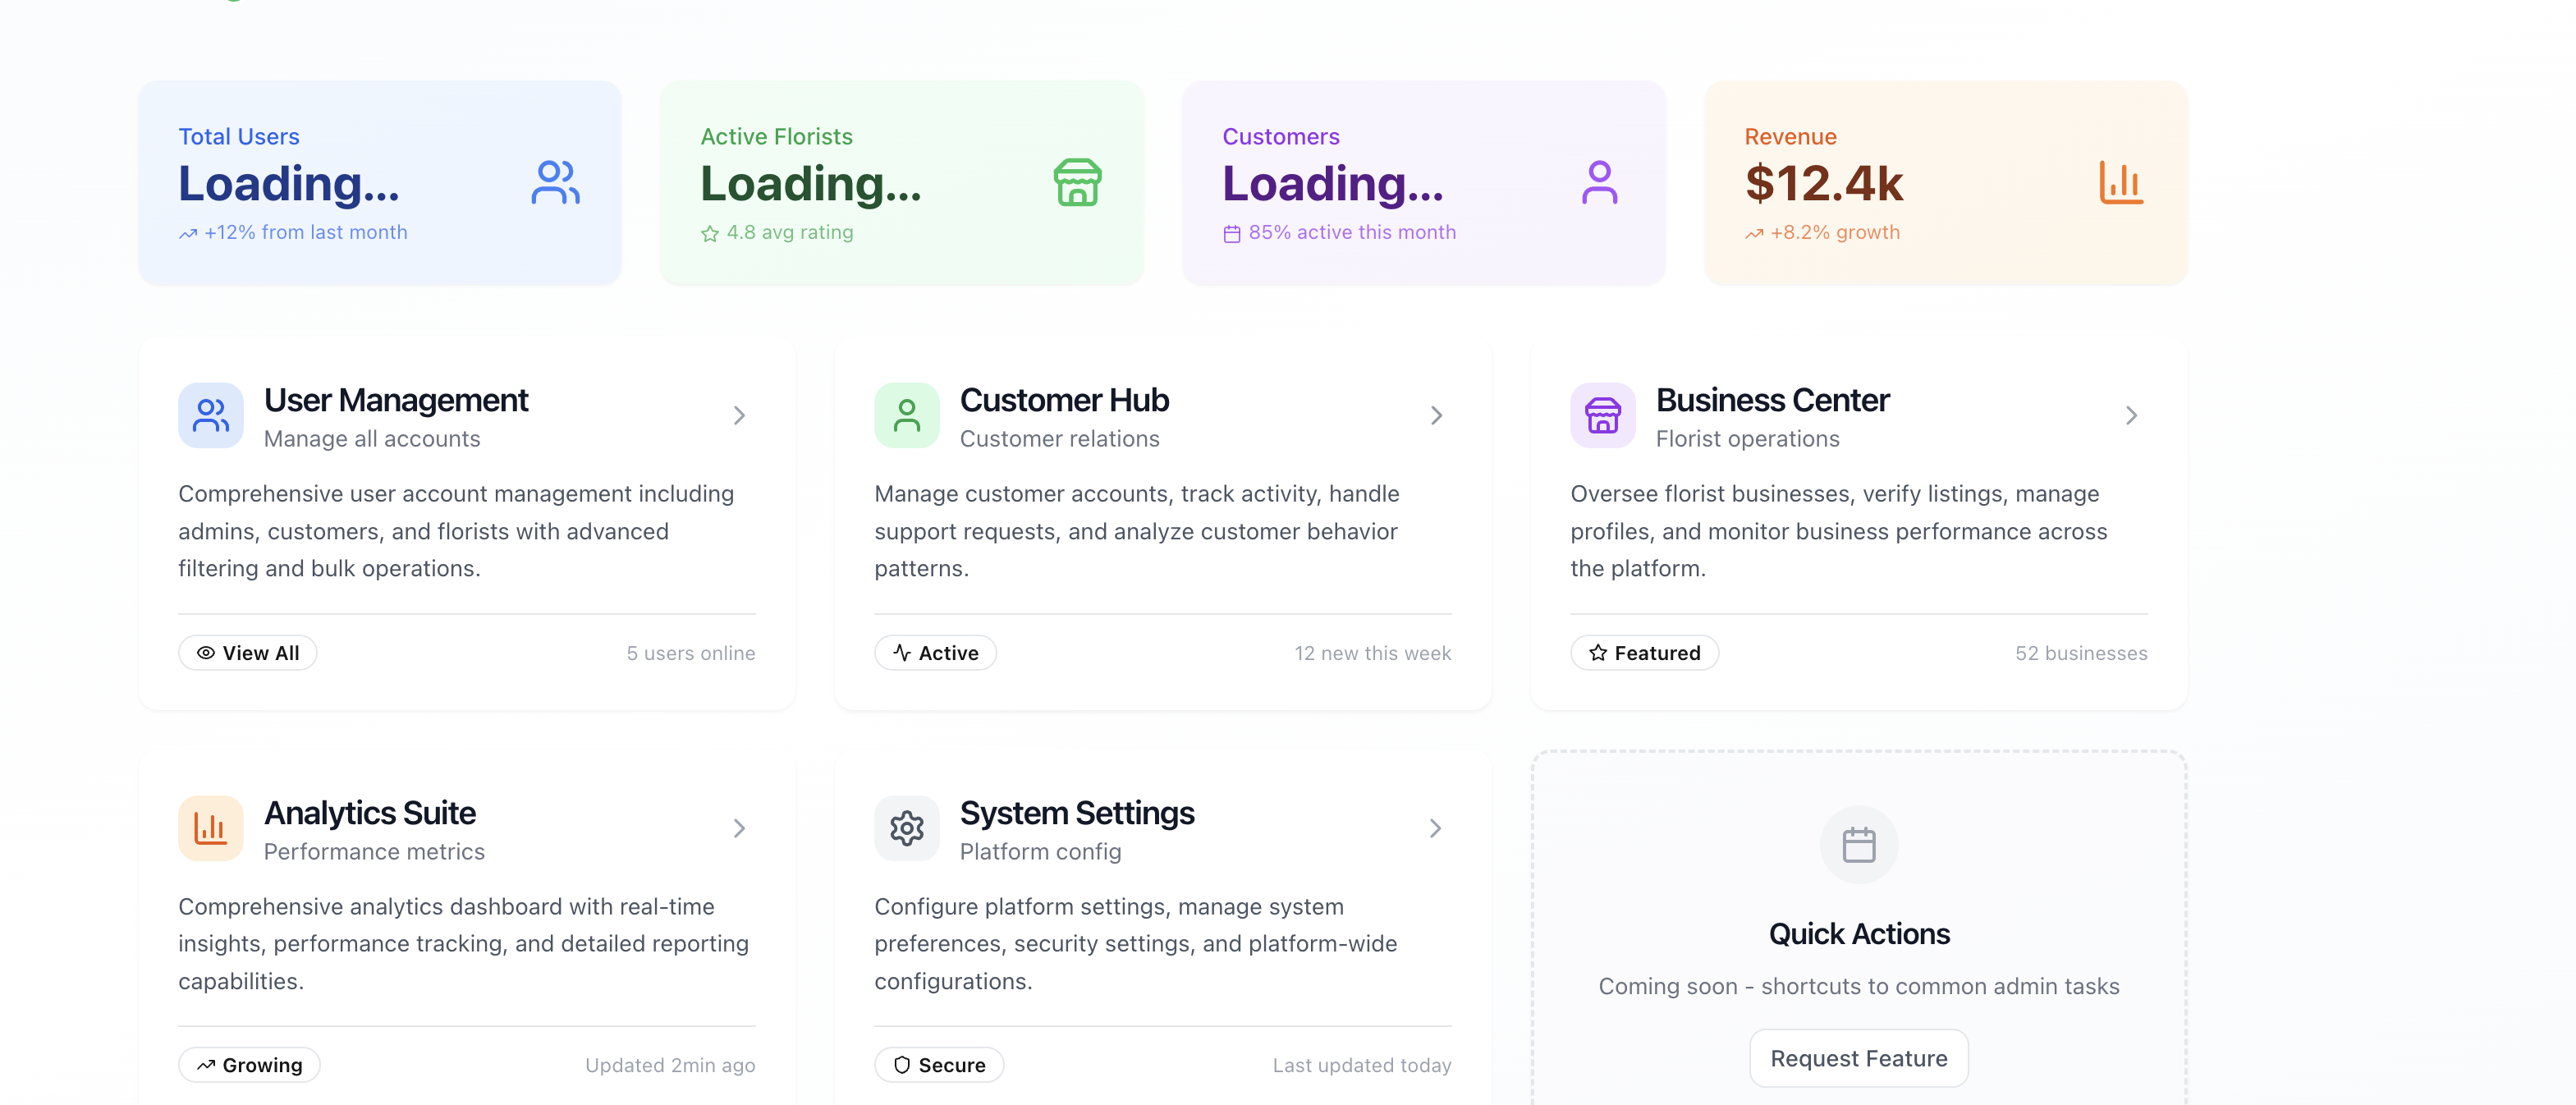 Total Users
Loading...
+12% from last month
Active Florists
Loading...
4.8 avg rating
Customers
Loading...
85% active this month
Revenue
$12.4k
+8.2% growth
User Management
Manage all accounts
Comprehensive user account management including
admins, customers, and florists with advanced
filtering and bulk operations.
View All
5 users online
Customer Hub
Customer relations
Manage customer accounts, track activity, handle
support requests, and analyze customer behavior
patterns.
Active
12 new this week
Business Center
Florist operations
Oversee florist businesses, verify listings, manage
profiles, and monitor business performance across
the platform.
Featured
52 businesses
Analytics Suite
Performance metrics
Comprehensive analytics dashboard with real-time
insights, performance tracking, and detailed reporting
capabilities.
Growing
Updated 2min ago
System Settings
Platform config
Configure platform settings, manage system
preferences, security settings, and platform-wide
configurations.
Secure
Last updated today
Quick Actions
Coming soon - shortcuts to common admin tasks
Request Feature